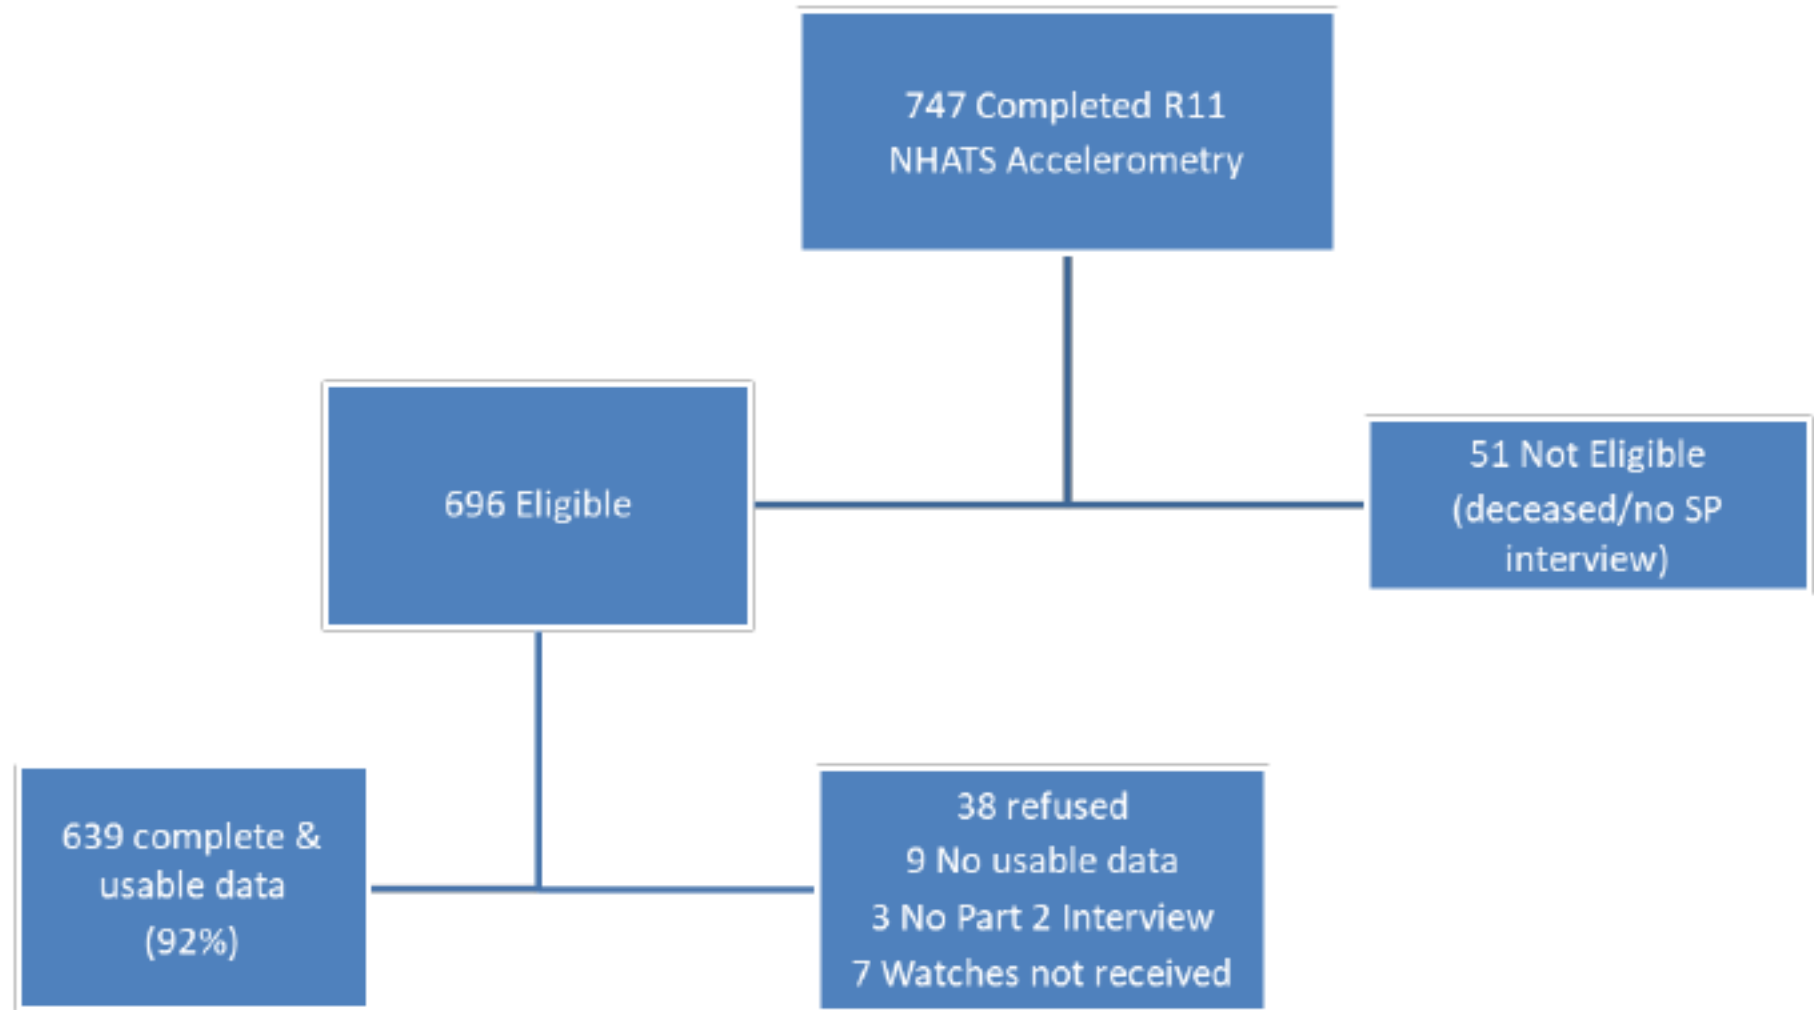 747 Completed R11
NHATS Accelerometry
696 Eligible
51 Not Eligible
(deceased/no SP
interview)
639 complete &
usable data
(92%)
38 refused
9 No usable data
3 No Part 2 Interview
7 Watches not received